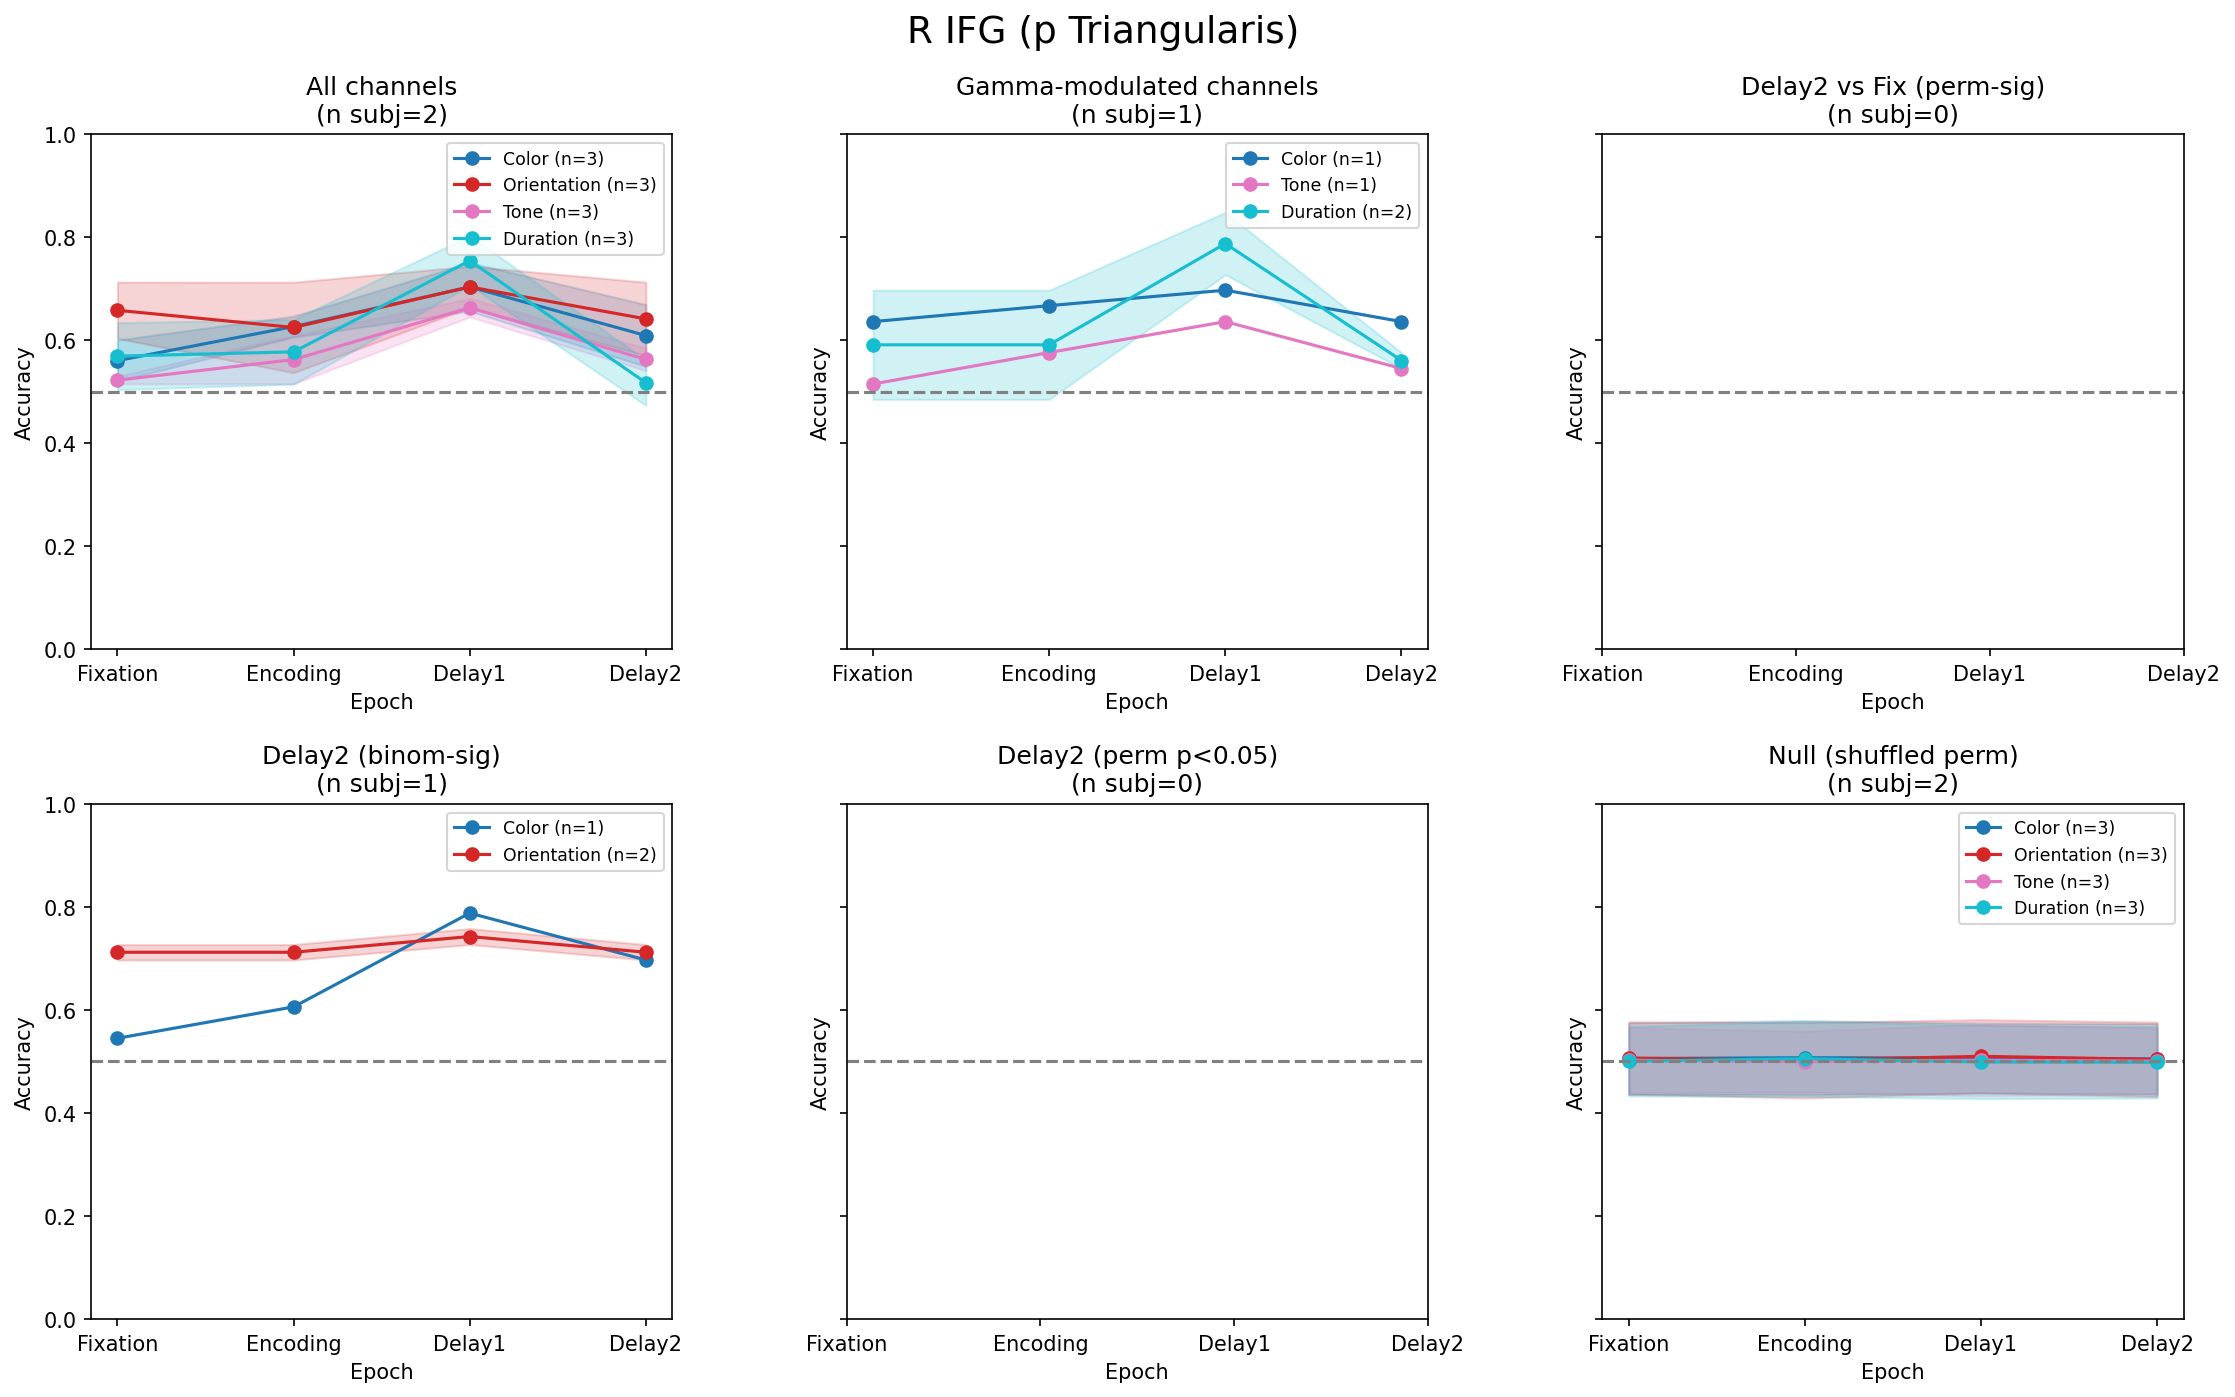 R IFG (p Triangularis)
All channels
(n subj=2)
Color (n=3)
Orientation (n=3)
Tone (n=3)
Duration (n=3)
1.0
0.8
0.6
0.4
0.2
0.0
Accuracy
Fixation Encoding Delay1 Delay2
Epoch
Gamma-modulated channels
(n subj=1)
Color (n=1)
Tone (n=1)
Duration (n=2)
Accuracy
Fixation Encoding Delay1 Delay2
Epoch
Delay2 vs Fix (perm-sig)
(n subj=0)
Accuracy
Fixation Encoding Delay1 Delay2
Epoch
Delay2 (binom-sig)
(n subj=1)
Color (n=1)
Orientation (n=2)
1.0
0.8
0.6
0.4
0.2
0.0
Accuracy
Fixation Encoding Delay1 Delay2
Epoch
Delay2 (perm p<0.05)
(n subj=0)
Accuracy
Fixation Encoding Delay1 Delay2
Epoch
Null (shuffled perm)
(n subj=2)
Color (n=3)
Orientation (n=3)
Tone (n=3)
Duration (n=3)
Accuracy
Fixation Encoding Delay1 Delay2
Epoch